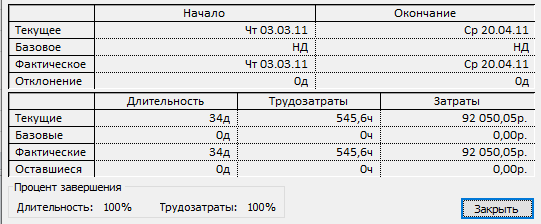 Начало Окончание
Текущее Чт 03.03.11 Ср 20.04.11
Базовое НД НД
Фактическое Чт 03.03.11 Ср 20.04.11
Отклонение 0д 0д
Длительность Трудозатраты Затраты
Текущие 34д 545,6ч 92 050,05р.
Базовые 0д 0ч 0,00р.
Фактические 34д 545,6ч 92 050,05р.
Оставшиеся 0д 0ч 0,00р.
Процент завершения
Длительность: 100% Трудозатраты: 100% Закрыть